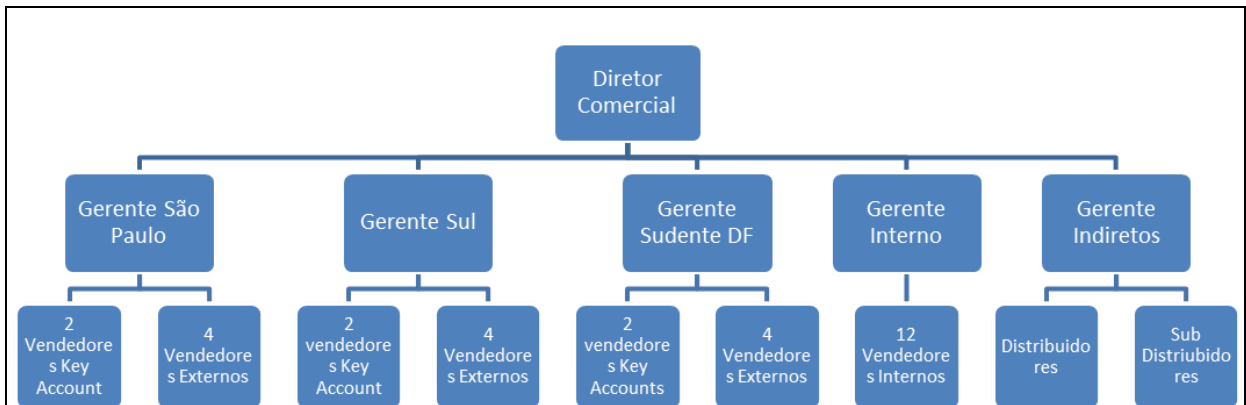 Diretor
Comercial
Gerente São
Paulo
Gerente Sul
Gerente
Sudente DF
Gerente
Interno
Gerente
Indiretos
2
Vendedore
s Key
Account
4
Vendedore
s Externos
2
vendedore
s Key
Account
4
Vendedore
s Externos
2
vendedore
s Key
Accounts
4
Vendedore
s Externos
12
Vendedore
s Internos
Distribuido
res
Sub
Distriubido
res